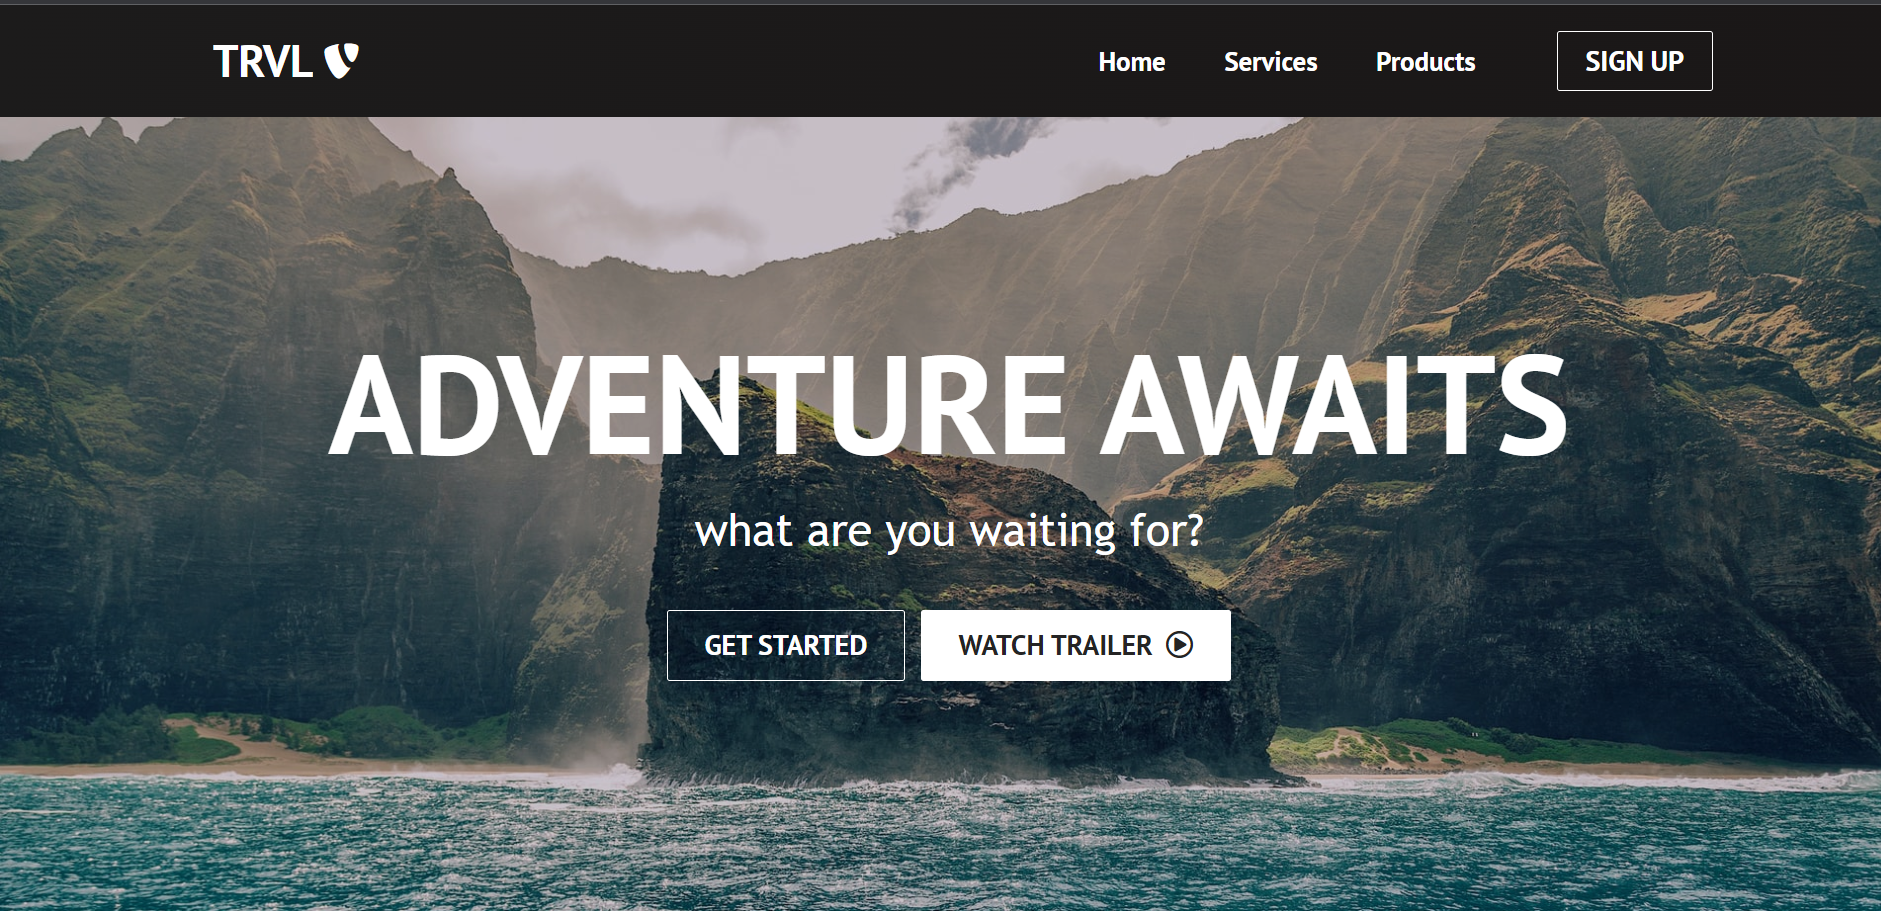 TRVL
Home Services Products SIGN UP
ADVENTURE AWAITS
what are you waiting for?
GET STARTED WATCH TRAILER